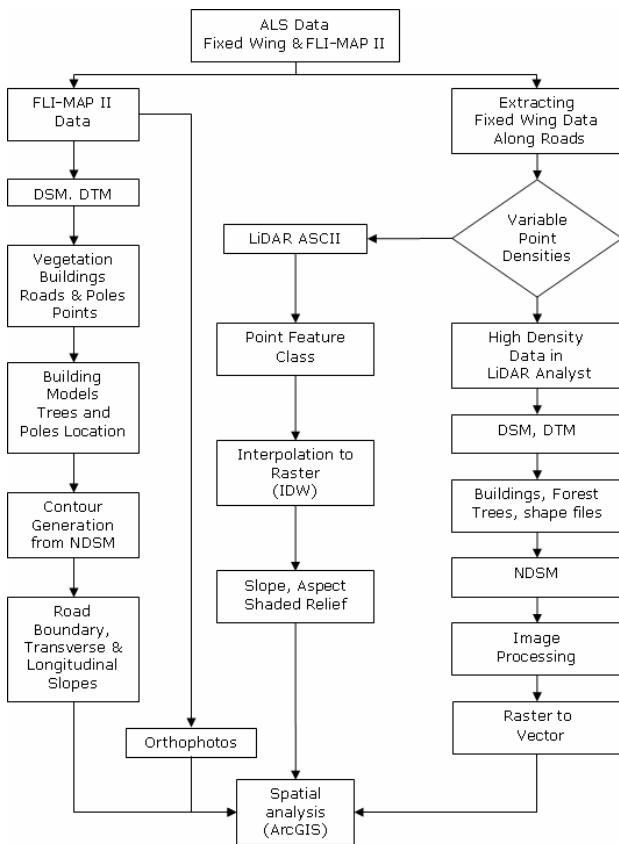 ALS Data
Fixed Wing & FLI-MAP II
FLI-MAP II
Data
DSM. DTM
Vegetation
Buildings
Roads & Poles
Points
Building
Models
Trees and
Poles Location
Contour
Generation
from NDSM
Road
Boundary,
Transverse &
Longitudinal
Slopes
Orthophotos
LiDAR ASCII
Point Feature
Class
Interpolation to
Raster
(IDW)
Slope, Aspect
Shaded Relief
Extracting
Fixed Wing Data
Along Roads
Variable
Point
Densities
High Density
Data in
LiDAR Analyst
DSM, DTM
Buildings, Forest
Trees, shape files
NDSM
Image
Processing
Raster to
Vector
Spatial
analysis
(ArcGIS)